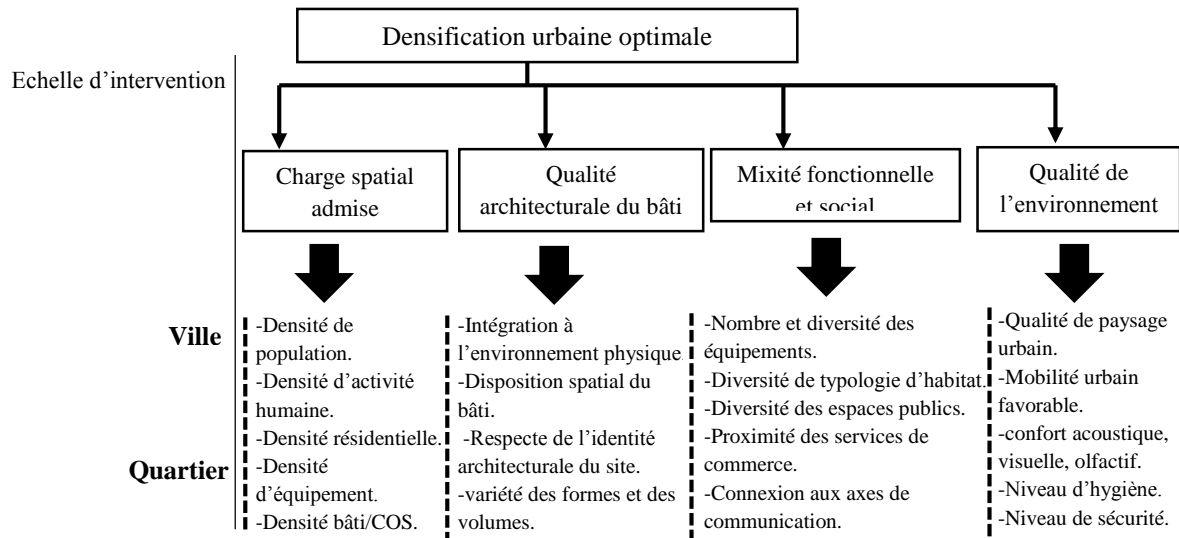 Densification urbaine optimale
Echelle d’intervention
Charge spatial
admise
Qualité
architecturale du bâti
Mixité fonctionnelle
et social
Qualité de
l’environnement
Ville
Quartier
-Densité de
population.
-Densité d’activité
humaine.
-Densité résidentielle.
-Densité
d’équipement.
-Densité bâti/COS.
-Intégration à
l’environnement physique.
-Disposition spatial du
bâti.
-Respecte de l’identité
architecturale du site.
-variété des formes et des
volumes.
-Nombre et diversité des
équipements.
-Diversité de typologie d’habitat.
-Diversité des espaces publics.
-Proximité des services de
commerce.
-Connexion aux axes de
communication.
-Qualité de paysage
urbain.
-Mobilité urbain
favorable.
-confort acoustique,
visuelle, olfactif.
-Niveau d’hygiène.
-Niveau de sécurité.